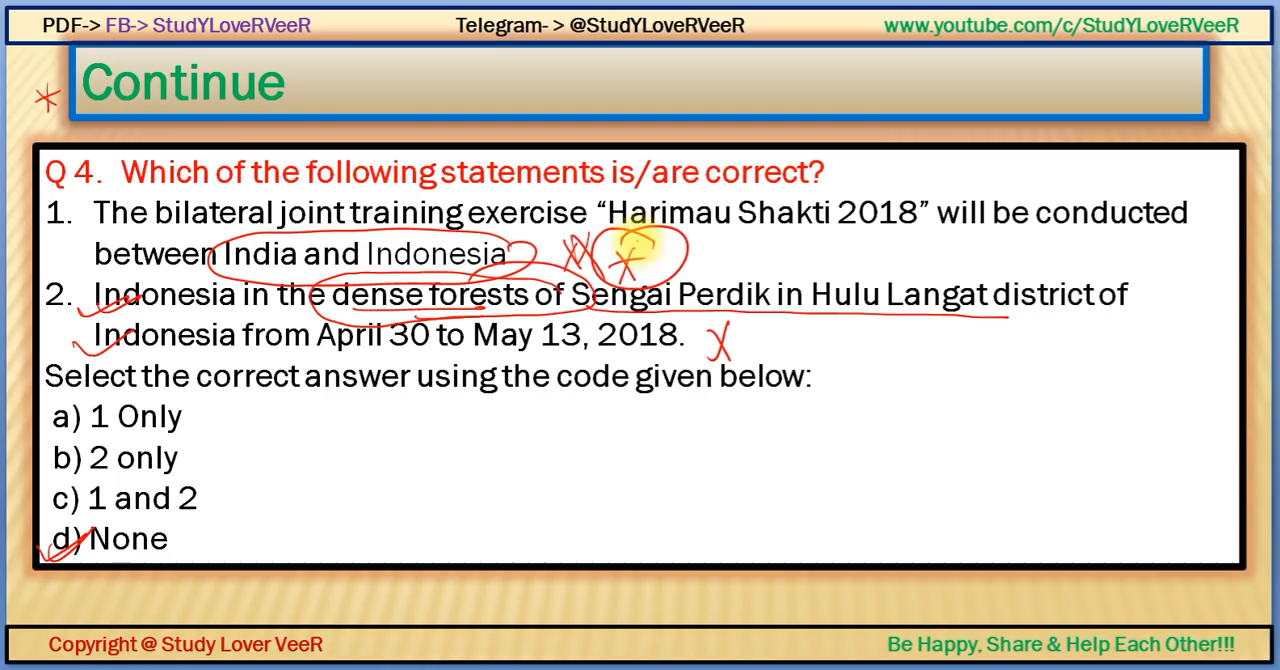 PDF-> FB-> StudYLoveRVeeR Telegram- > @StudYLoveRVeeR www.youtube.com/c/StudYLoveRVeeR
Continue
Q 4. Which of the following statements is/are correct?
1. The bilateral joint training exercise “Harimau Shakti 2018” will be conducted
between India and Indonesia
2. Indonesia in the dense forests of Sengai Perdik in Hulu Langat district of
Indonesia from April 30 to May 13, 2018.
Select the correct answer using the code given below:
a) 1 Only
b) 2 only
c) 1 and 2
d) None
Copyright @ Study Lover VeeR Be Happy, Share & Help Each Other!!!